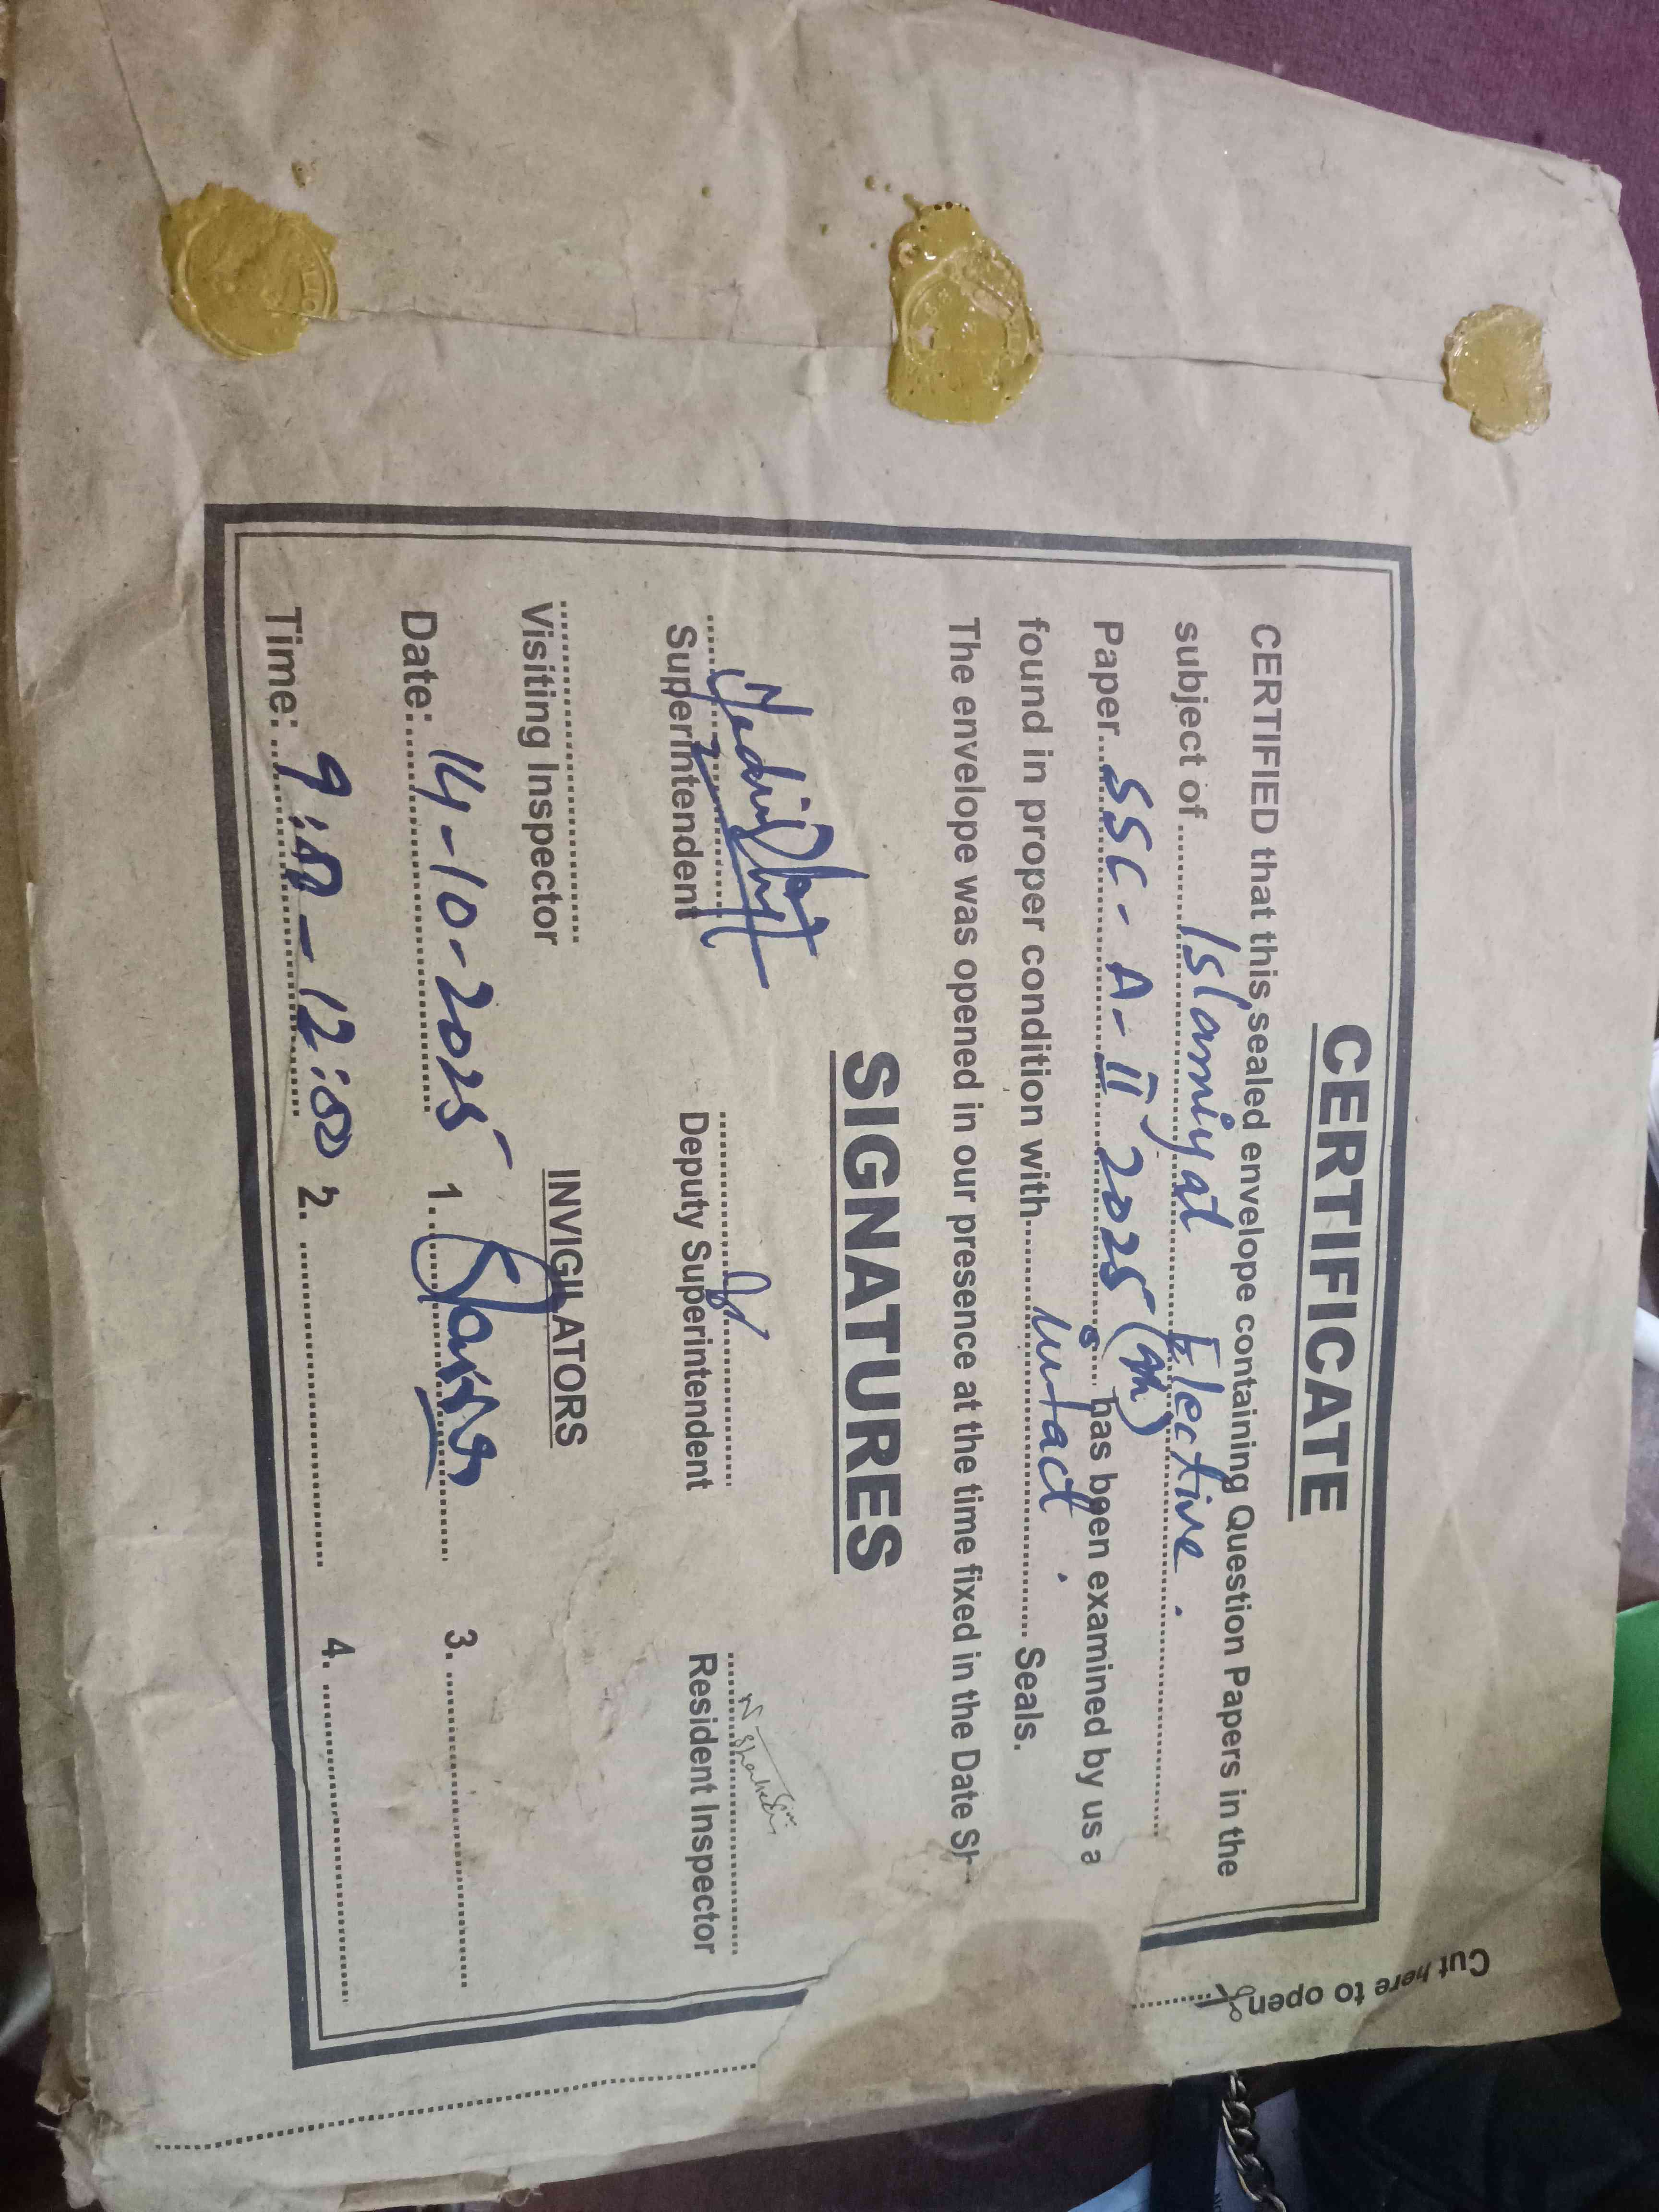 Cut here to open
CERTIFICATE
CERTIFIED that this sealed envelope containing Question Papers in the
subject of ........ Islamiyat Elective.
Paper... SSC-A-II 2025 ........ has been examined by us a
found in proper condition with........ intact. ........ Seals.
The envelope was opened in our presence at the time fixed in the Date Sh
SIGNATURES
Superintendent Deputy Superintendent Resident Inspector
Visiting Inspector INVIGILATORS
Date: 14-10-2025 1. ........ 3. ........
Time: 9:00 - 12:00 2. ........ 4. ........